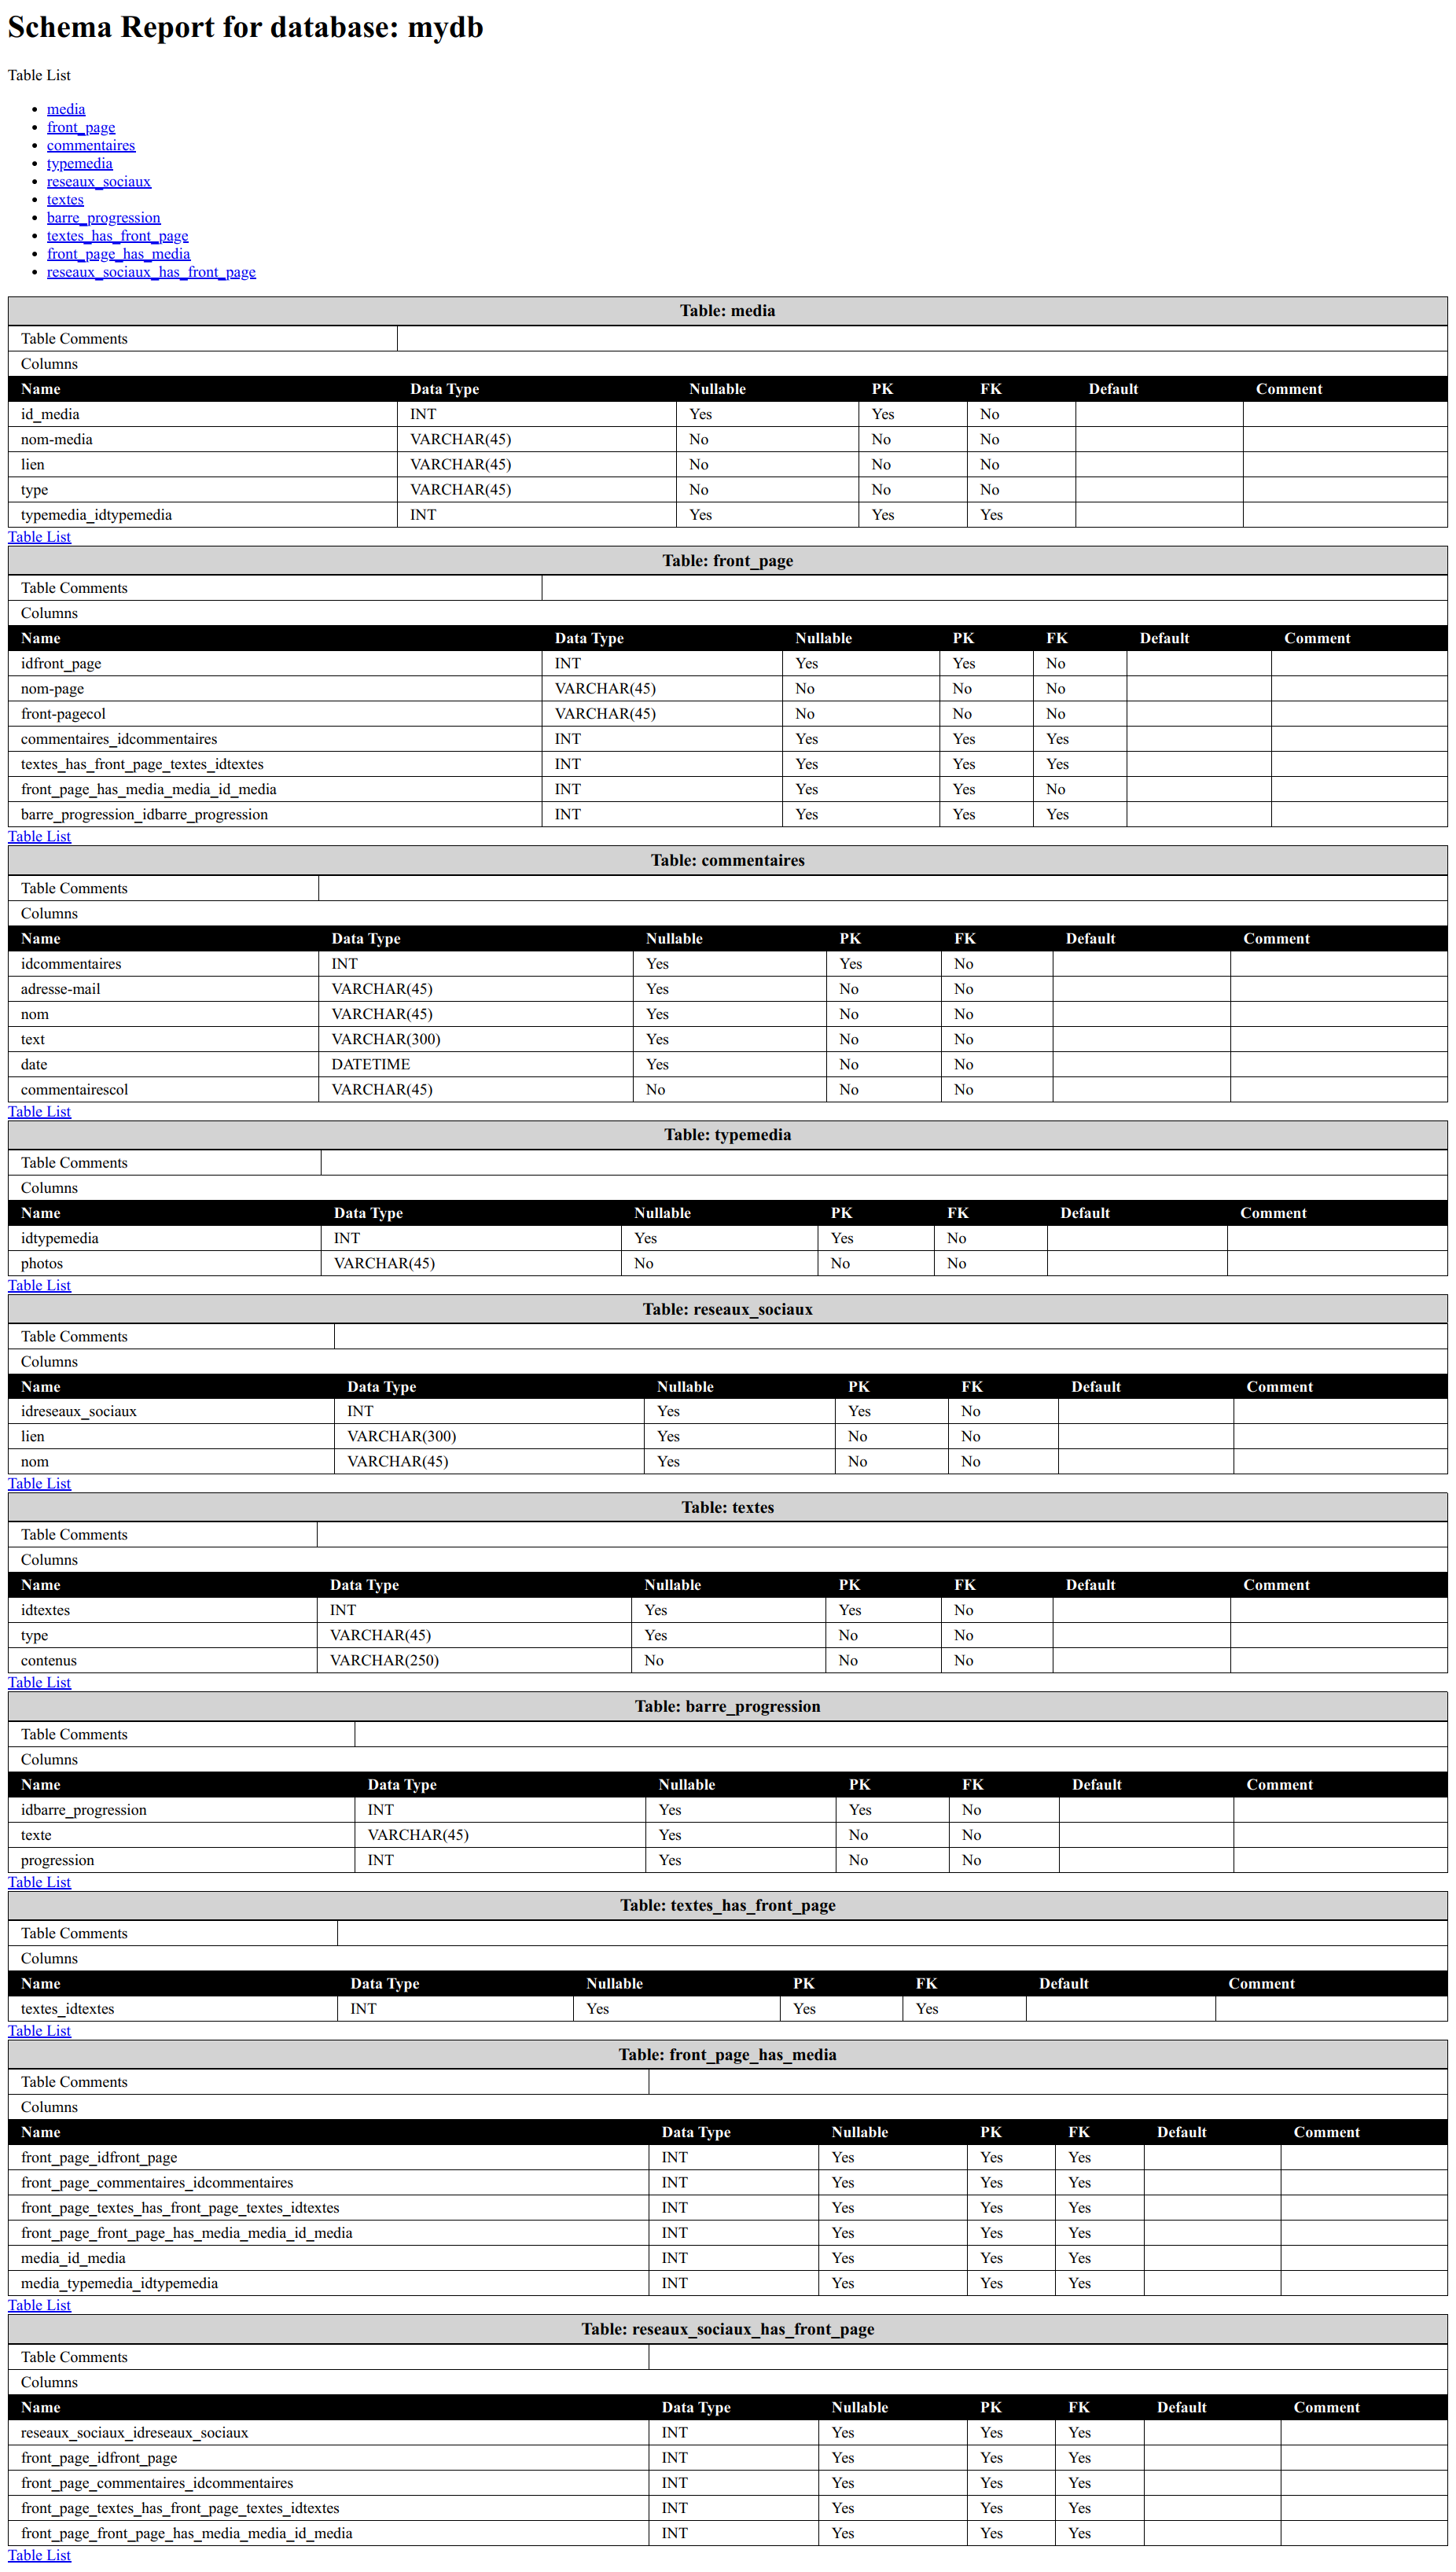 Schema Report for database: mydb
Table List
media
front_page
commentaires
typemedia
reseaux_sociaux
textes
barre_progression
textes_has_front_page
front_page_has_media
reseaux_sociaux_has_front_page
Table: media
Table Comments
Columns
Name Data Type Nullable PK FK Default Comment
id_media INT Yes Yes No
nom-media VARCHAR(45) No No No
lien VARCHAR(45) No No No
type VARCHAR(45) No No No
typemedia_idtypemedia INT Yes Yes Yes
Table List
Table: front_page
Table Comments
Columns
Name Data Type Nullable PK FK Default Comment
idfront_page INT Yes Yes No
nom-page VARCHAR(45) No No No
front-pagecol VARCHAR(45) No No No
commentaires_idcommentaires INT Yes Yes Yes
textes_has_front_page_textes_idtextes INT Yes Yes Yes
front_page_has_media_media_id_media INT Yes Yes No
barre_progression_idbarre_progression INT Yes Yes Yes
Table List
Table: commentaires
Table Comments
Columns
Name Data Type Nullable PK FK Default Comment
idcommentaires INT Yes Yes No
adresse-mail VARCHAR(45) Yes No No
nom VARCHAR(45) Yes No No
text VARCHAR(300) Yes No No
date DATETIME Yes No No
commentairescol VARCHAR(45) No No No
Table List
Table: typemedia
Table Comments
Columns
Name Data Type Nullable PK FK Default Comment
idtypemedia INT Yes Yes No
photos VARCHAR(45) No No No
Table List
Table: reseaux_sociaux
Table Comments
Columns
Name Data Type Nullable PK FK Default Comment
idreseaux_sociaux INT Yes Yes No
lien VARCHAR(300) Yes No No
nom VARCHAR(45) Yes No No
Table List
Table: textes
Table Comments
Columns
Name Data Type Nullable PK FK Default Comment
idtextes INT Yes Yes No
type VARCHAR(45) Yes No No
contenus VARCHAR(250) No No No
Table List
Table: barre_progression
Table Comments
Columns
Name Data Type Nullable PK FK Default Comment
idbarre_progression INT Yes Yes No
texte VARCHAR(45) Yes No No
progression INT Yes No No
Table List
Table: textes_has_front_page
Table Comments
Columns
Name Data Type Nullable PK FK Default Comment
textes_idtextes INT Yes Yes Yes
Table List
Table: front_page_has_media
Table Comments
Columns
Name Data Type Nullable PK FK Default Comment
front_page_idfront_page INT Yes Yes Yes
front_page_commentaires_idcommentaires INT Yes Yes Yes
front_page_textes_has_front_page_textes_idtextes INT Yes Yes Yes
front_page_front_page_has_media_media_id_media INT Yes Yes Yes
media_id_media INT Yes Yes Yes
media_typemedia_idtypemedia INT Yes Yes Yes
Table List
Table: reseaux_sociaux_has_front_page
Table Comments
Columns
Name Data Type Nullable PK FK Default Comment
reseaux_sociaux_idreseaux_sociaux INT Yes Yes Yes
front_page_idfront_page INT Yes Yes Yes
front_page_commentaires_idcommentaires INT Yes Yes Yes
front_page_textes_has_front_page_textes_idtextes INT Yes Yes Yes
front_page_front_page_has_media_media_id_media INT Yes Yes Yes
Table List